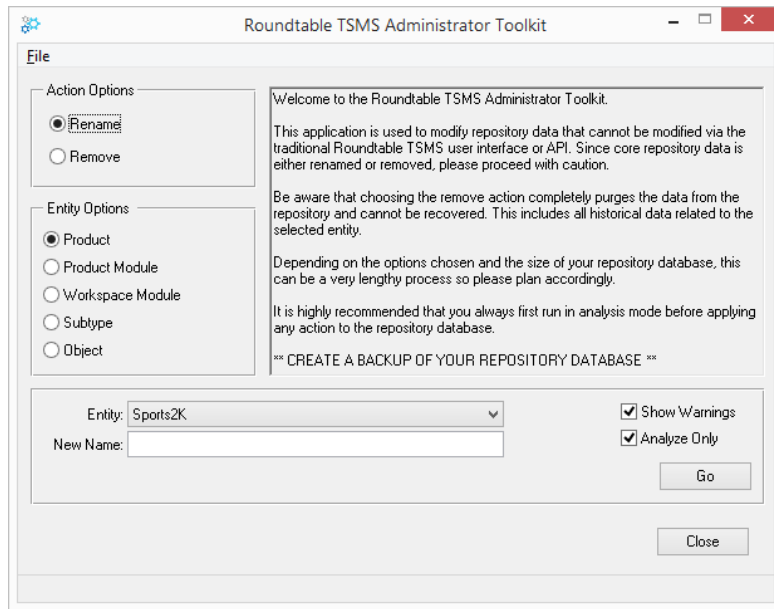 Roundtable TSMS Administrator Toolkit
File
Action Options
Rename
Remove
Entity Options
Product
Product Module
Workspace Module
Subtype
Object
Welcome to the Roundtable TSMS Administrator Toolkit.
This application is used to modify repository data that cannot be modified via the
traditional Roundtable TSMS user interface or API. Since core repository data is
either renamed or removed, please proceed with caution.
Be aware that choosing the remove action completely purges the data from the
repository and cannot be recovered. This includes all historical data related to the
selected entity.
Depending on the options chosen and the size of your repository database, this
can be a very lengthy process so please plan accordingly.
It is highly recommended that you always first run in analysis mode before applying
any action to the repository database.
** CREATE A BACKUP OF YOUR REPOSITORY DATABASE **
Entity: Sports2K
New Name:
Show Warnings
Analyze Only
Go
Close